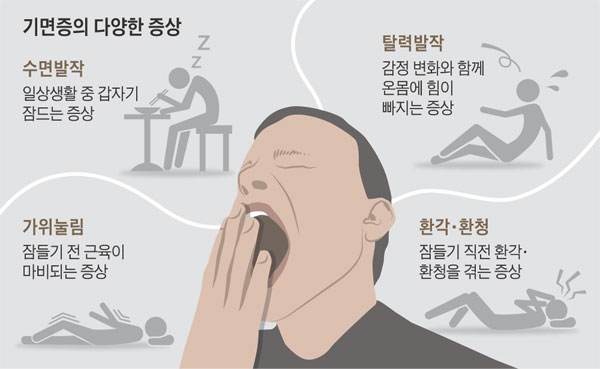 기면증의 다양한 증상
수면발작
일상생활 중 갑자기
잠드는 증상
z
z
탈력발작
감정 변화와 함께
온몸에 힘이
빠지는 증상
가위눌림
잠들기 전 근육이
마비되는 증상
환각·환청
잠들기 직전 환각·
환청을 겪는 증상